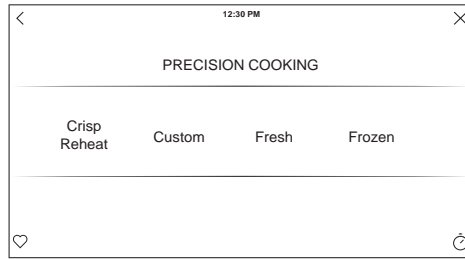 12:30 PM
PRECISION COOKING
Crisp
Reheat
Custom
Fresh
Frozen